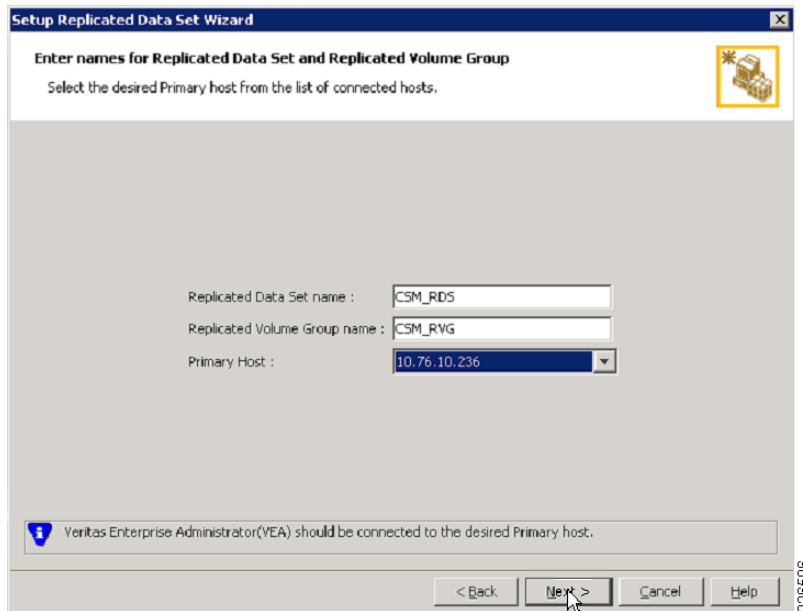 Setup Replicated Data Set Wizard
Enter names for Replicated Data Set and Replicated Volume Group
Select the desired Primary host from the list of connected hosts.
Replicated Data Set name : CSM_RDS
Replicated Volume Group name : CSM_RVG
Primary Host : 10.76.10.236
Veritas Enterprise Administrator(VEA) should be connected to the desired Primary host.
< Back Next > Cancel Help